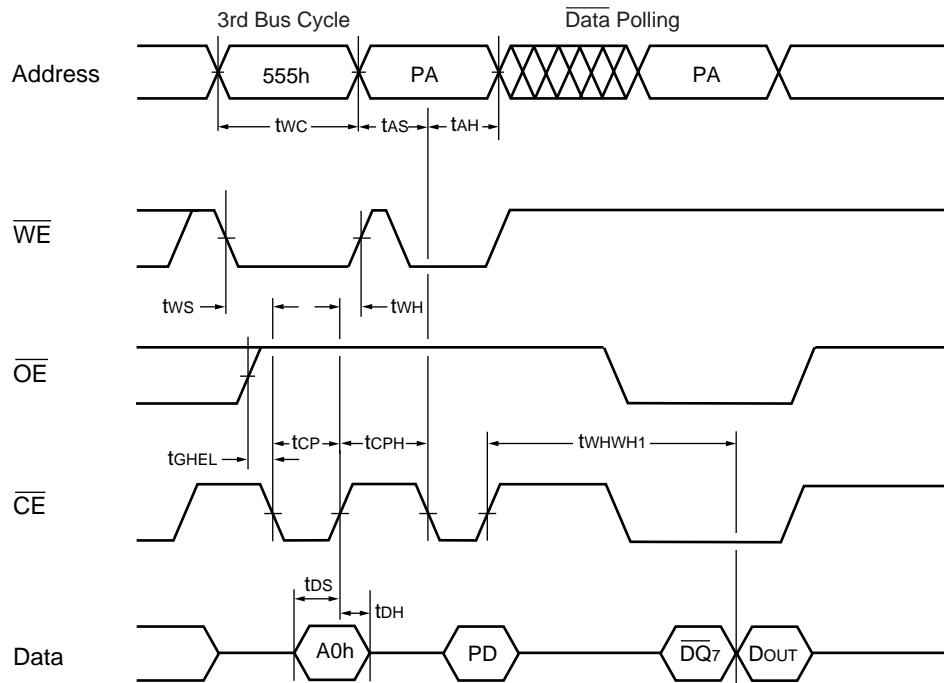 3rd Bus Cycle
Data Polling
Address
555h
PA
PA
tWC
tAS
tAH
WE
tWS
tWH
OE
tGHEL
tCP
tCPH
tWHWH1
CE
tDS
tDH
Data
A0h
PD
DQ7
DOUT